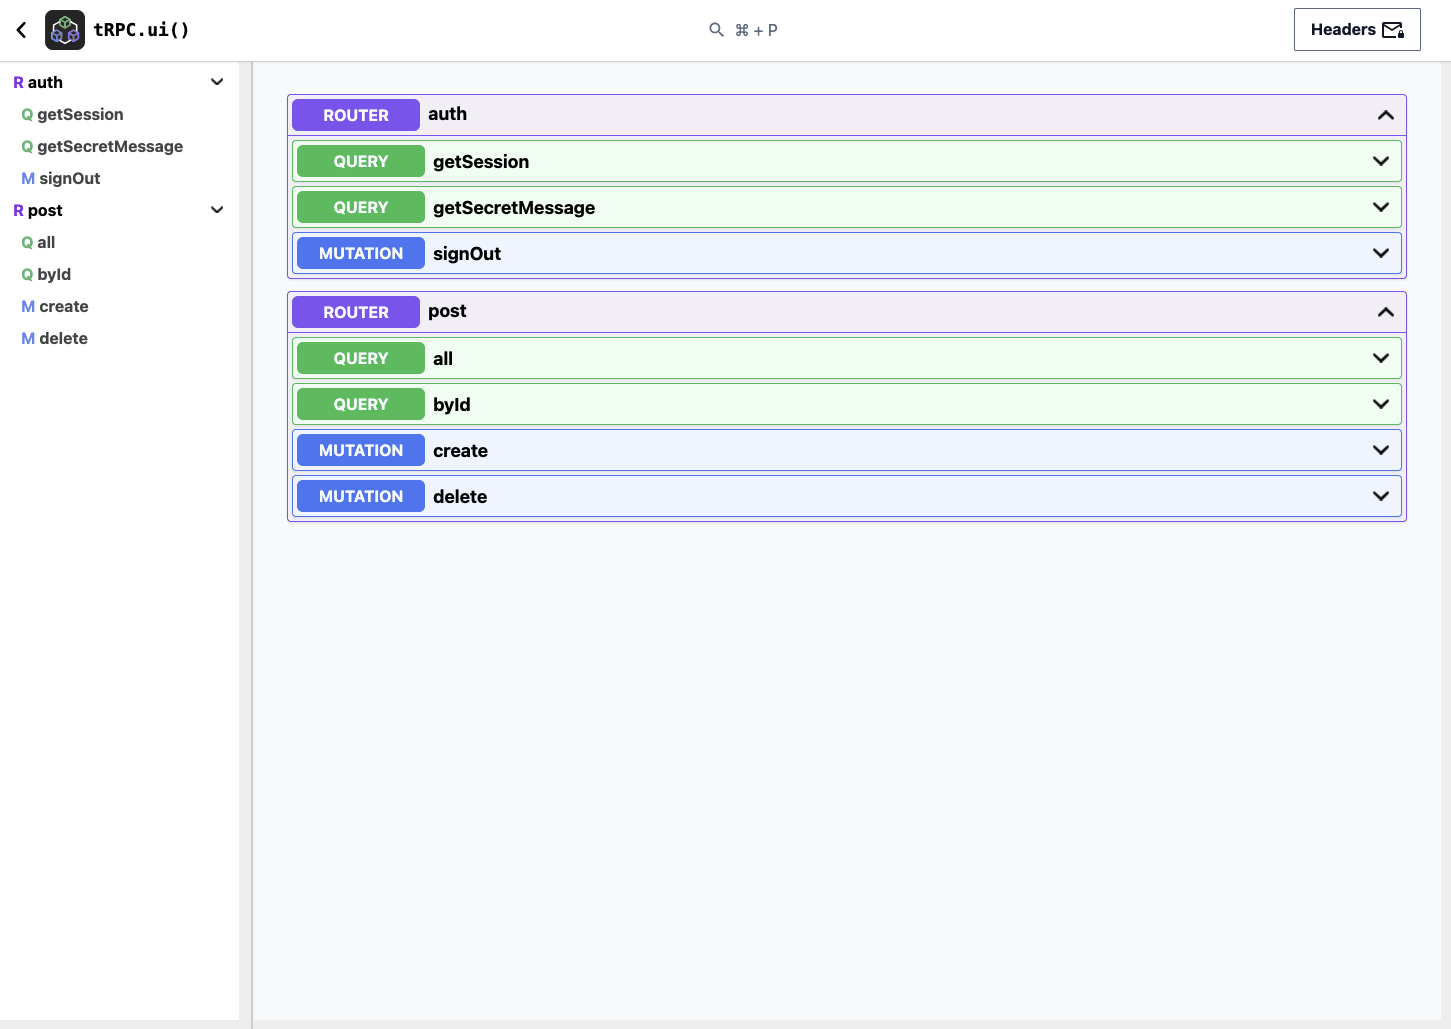 tRPC.ui()
⌘ + P
Headers
R auth
Q getSession
Q getSecretMessage
M signOut
R post
Q all
Q byId
M create
M delete
ROUTER auth
QUERY getSession
QUERY getSecretMessage
MUTATION signOut
ROUTER post
QUERY all
QUERY byId
MUTATION create
MUTATION delete